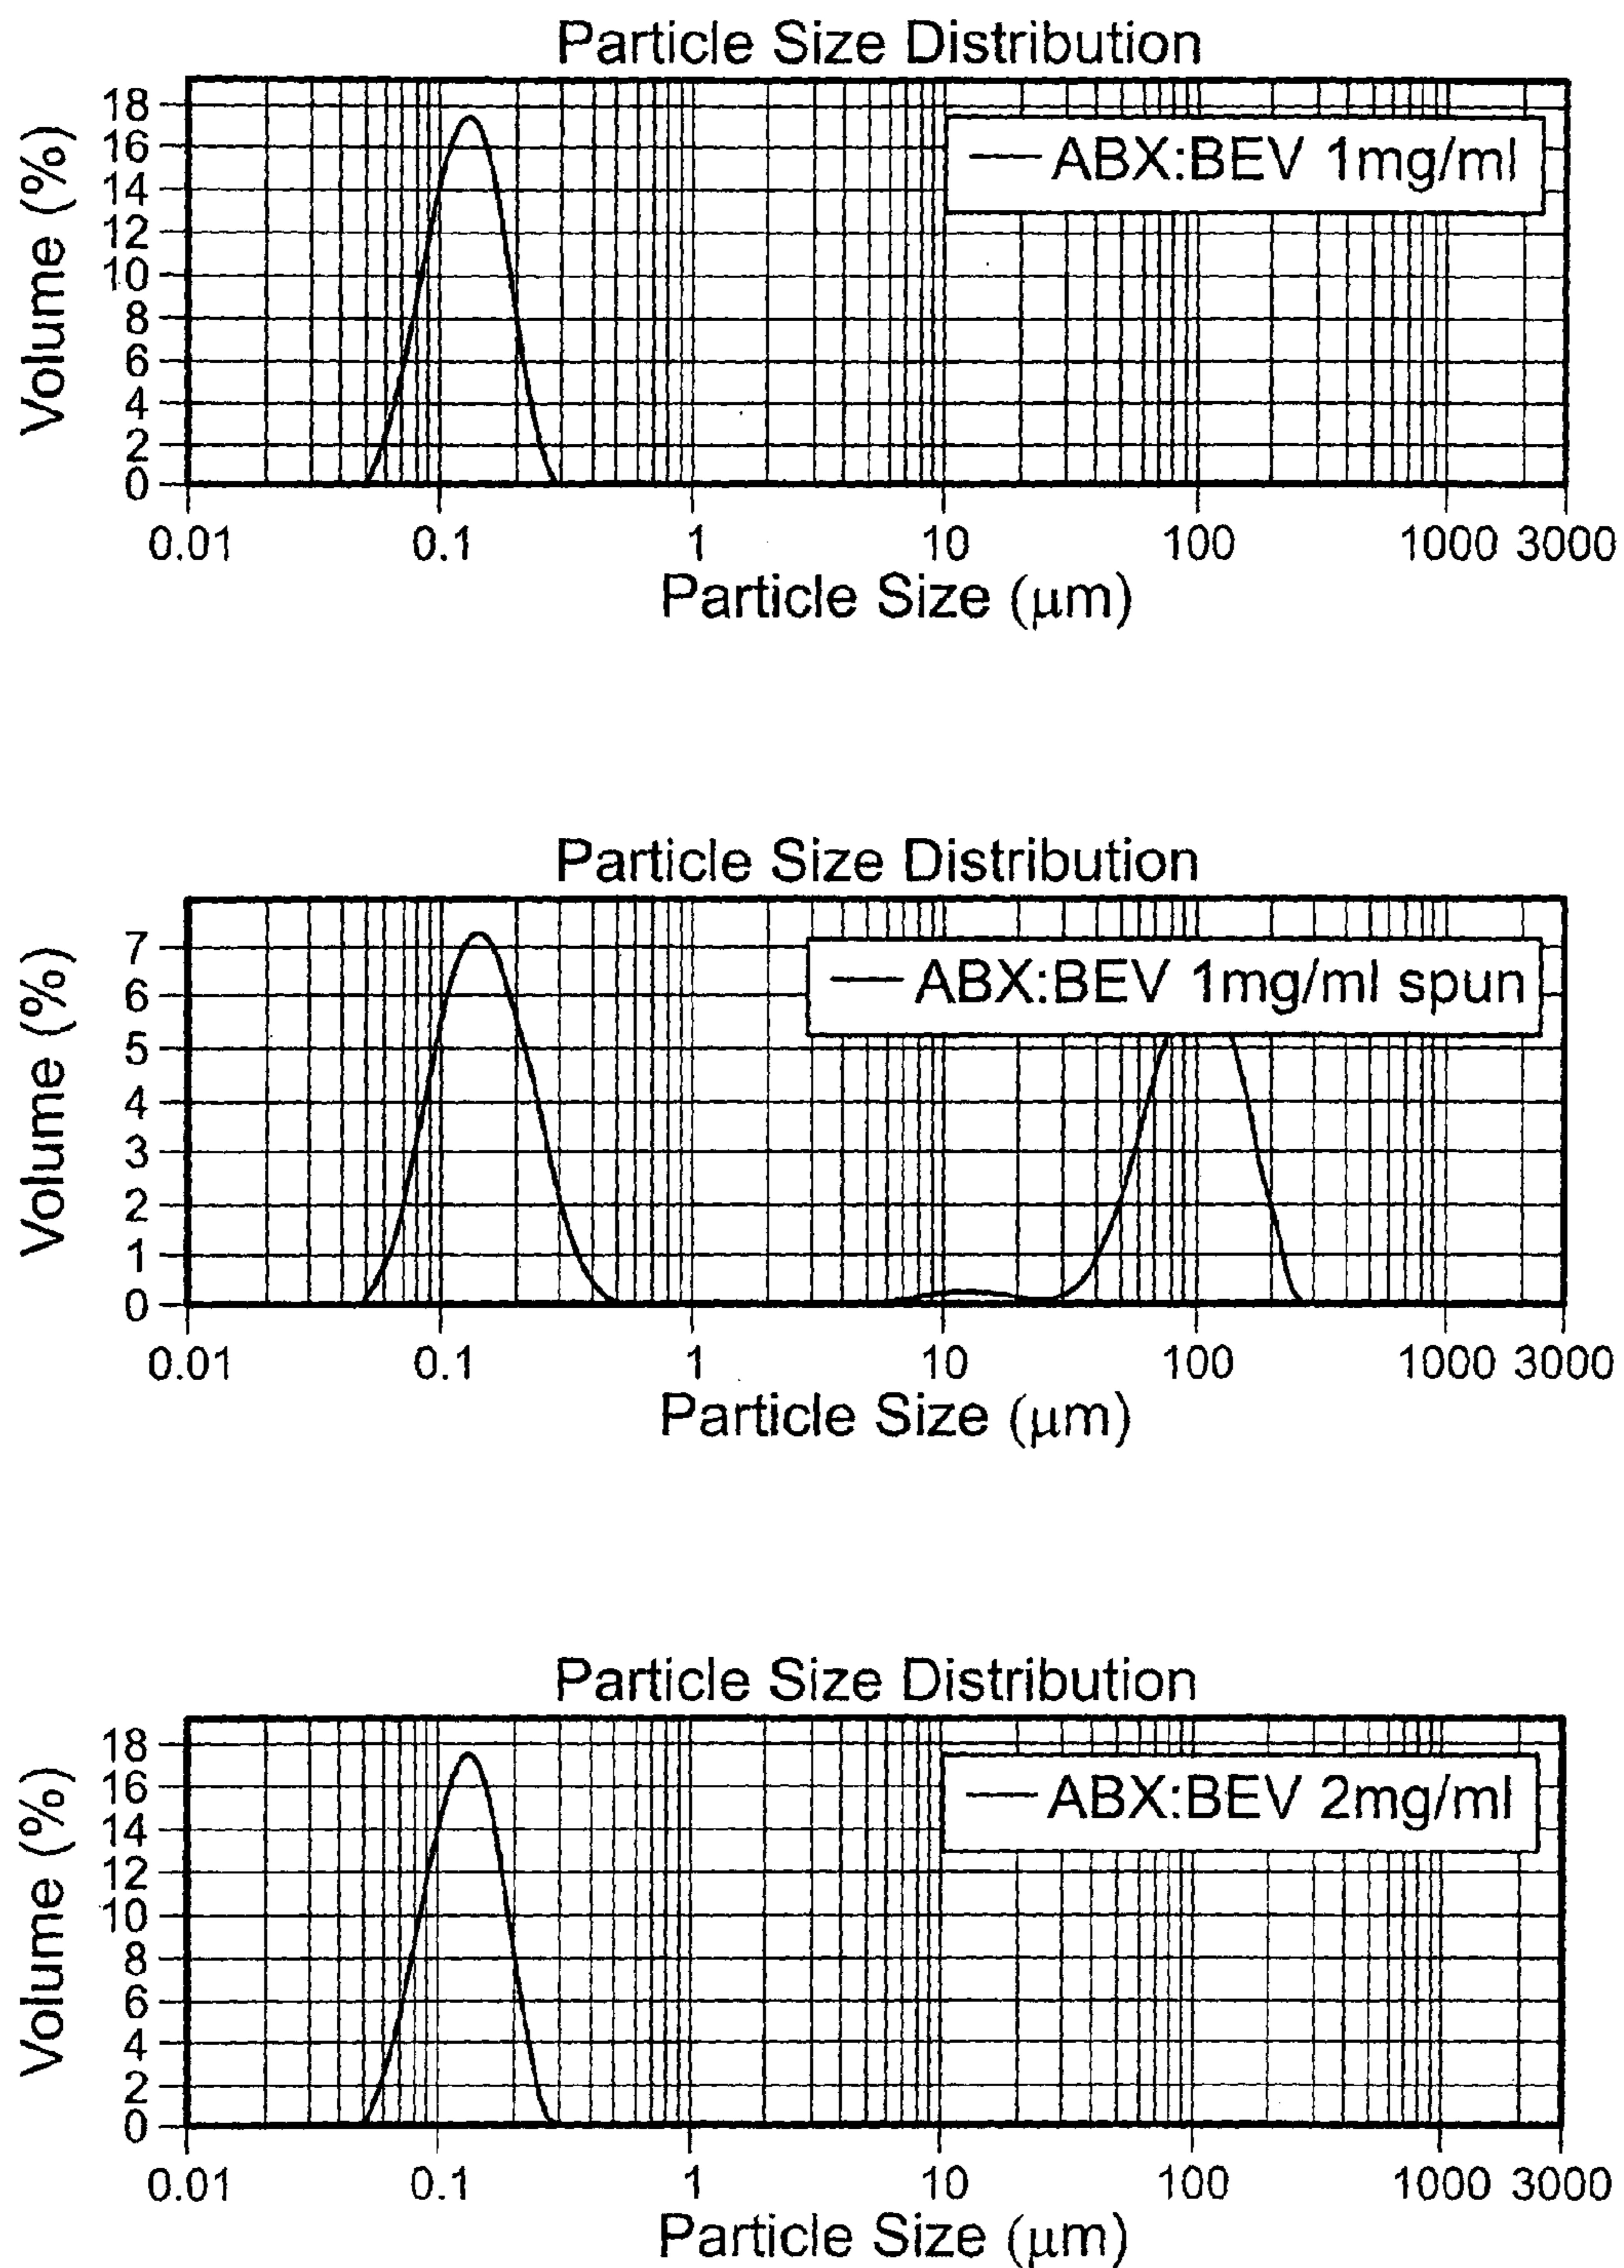 Particle Size Distribution
Volume (%)
18
16
14
12
10
8
6
4
2
0
ABX:BEV 1mg/ml
0.01 0.1 1 10 100 1000 3000
Particle Size (μm)
Particle Size Distribution
Volume (%)
7
6
5
4
3
2
1
0
ABX:BEV 1mg/ml spun
0.01 0.1 1 10 100 1000 3000
Particle Size (μm)
Particle Size Distribution
Volume (%)
18
16
14
12
10
8
6
4
2
0
ABX:BEV 2mg/ml
0.01 0.1 1 10 100 1000 3000
Particle Size (μm)